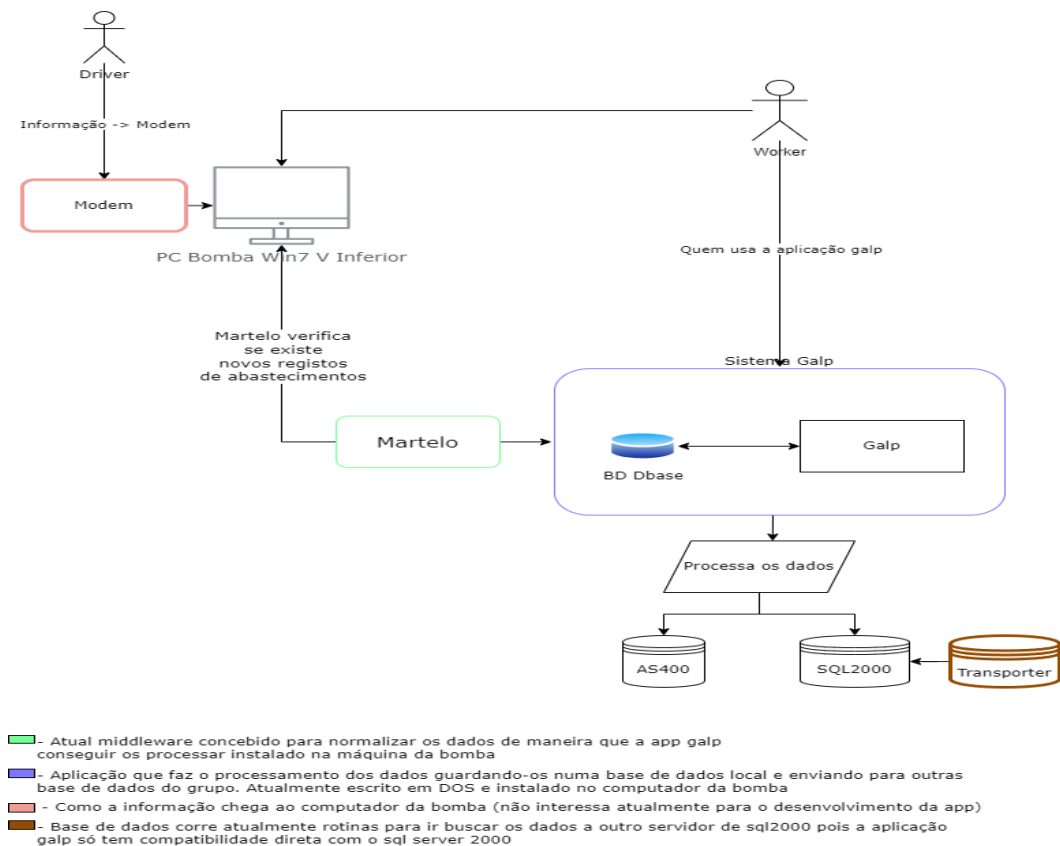 Driver
Informação -> Modem
Worker
Modem
PC Bomba Win7 V Inferior
Quem usa a aplicação galp
Martelo verifica
se existe
novos registos
de abastecimentos
Sistema Galp
Martelo
Galp
BD Dbase
Processa os dados
AS400
SQL2000
Transporter
- Atual middleware concebido para normalizar os dados de maneira que a app galp
conseguir os processar instalado na máquina da bomba
- Aplicação que faz o processamento dos dados guardando-os numa base de dados local e enviando para outras
base de dados do grupo. Atualmente escrito em DOS e instalado no computador da bomba
- Como a informação chega ao computador da bomba (não interessa atualmente para o desenvolvimento da app)
- Base de dados corre atualmente rotinas para ir buscar os dados a outro servidor de sql2000 pois a aplicação
galp só tem compatibilidade direta com o sql server 2000